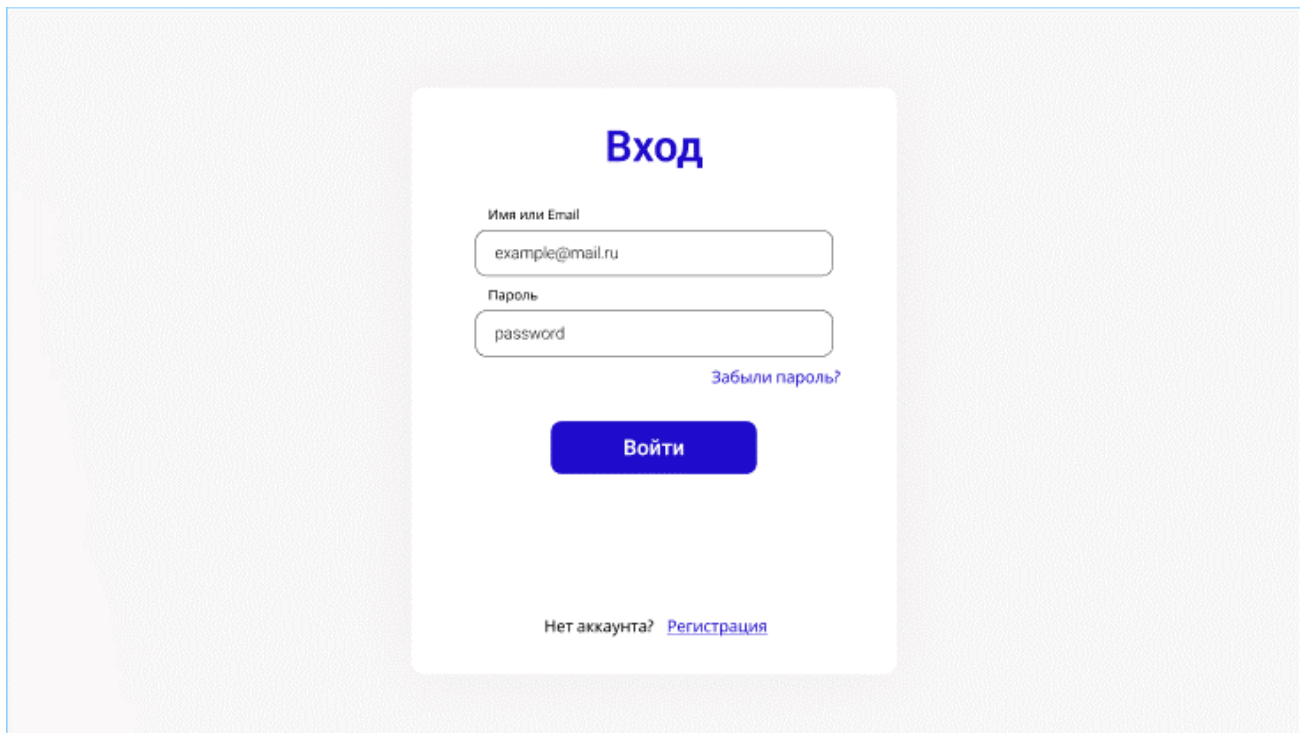 Вход
Имя или Email
example@mail.ru
Пароль
password
Забыли пароль?
Войти
Нет аккаунта? Регистрация